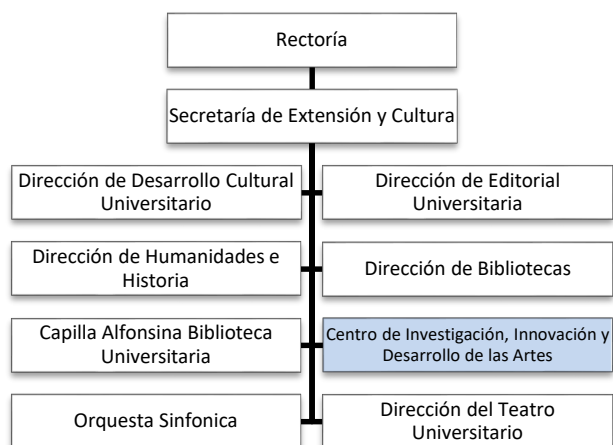 Rectoría
Secretaría de Extensión y Cultura
Dirección de Desarrollo Cultural
Universitario
Dirección de Editorial
Universitaria
Dirección de Humanidades e
Historia
Dirección de Bibliotecas
Capilla Alfonsina Biblioteca
Universitaria
Centro de Investigación, Innovación y
Desarrollo de las Artes
Orquesta Sinfonica
Dirección del Teatro
Universitario